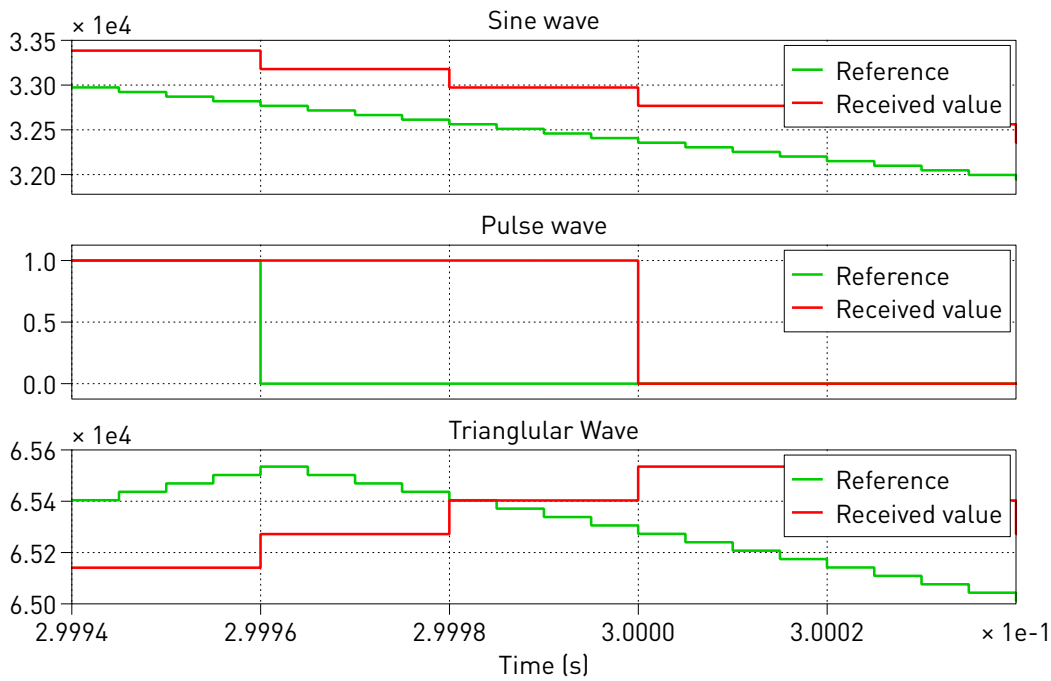 Sine wave
× 1e4
3.35
3.30
3.25
3.20
Reference
Received value
Pulse wave
1.0
0.5
0.0
Reference
Received value
Trianglular Wave
× 1e4
6.56
6.54
6.52
6.50
Reference
Received value
2.9994 2.9996 2.9998 3.0000 3.0002 × 1e-1
Time (s)